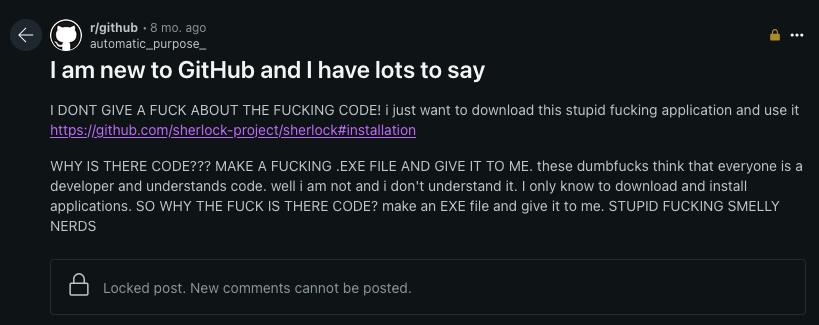 r/github • 8 mo. ago
automatic_purpose_
I am new to GitHub and I have lots to say
I DONT GIVE A FUCK ABOUT THE FUCKING CODE! i just want to download this stupid fucking application and use it
https://github.com/sherlock-project/sherlock#installation
WHY IS THERE CODE??? MAKE A FUCKING .EXE FILE AND GIVE IT TO ME. these dumbfucks think that everyone is a
developer and understands code. well i am not and i don't understand it. I only know to download and install
applications. SO WHY THE FUCK IS THERE CODE? make an EXE file and give it to me. STUPID FUCKING SMELLY
NERDS
Locked post. New comments cannot be posted.